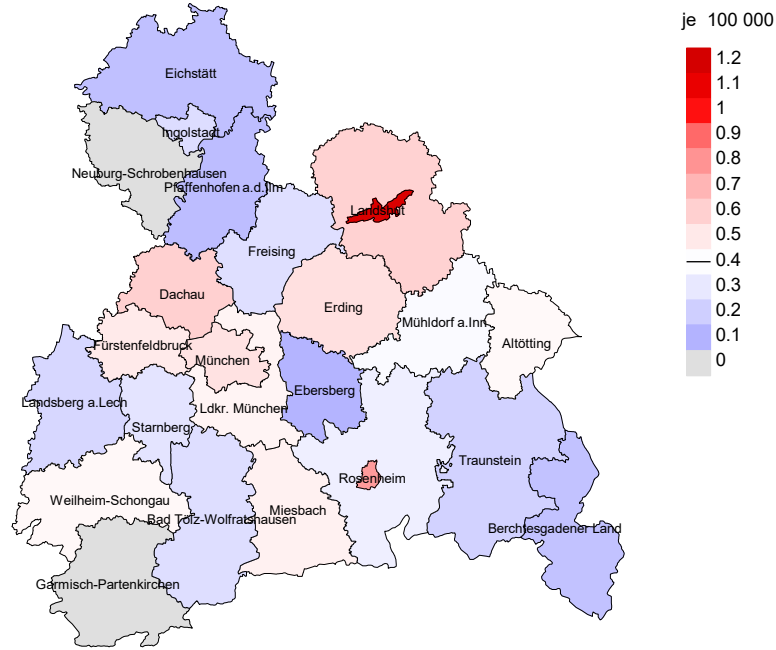 je 100 000
1.2
1.1
1
0.9
0.8
0.7
0.6
0.5
0.4
0.3
0.2
0.1
0
Eichstätt
Ingolstadt
Neuburg-Schrobenhausen
Pfaffenhofen a.d.Ilm
Landshut
Freising
Dachau
Erding
Mühldorf a.Inn
Altötting
Fürstenfeldbruck
München
Ebersberg
Landsberg a.Lech
Ldkr. München
Starnberg
Traunstein
Rosenheim
Weilheim-Schongau
Miesbach
Bad Tölz-Wolfratshausen
Berchtesgadener Land
Garmisch-Partenkirchen